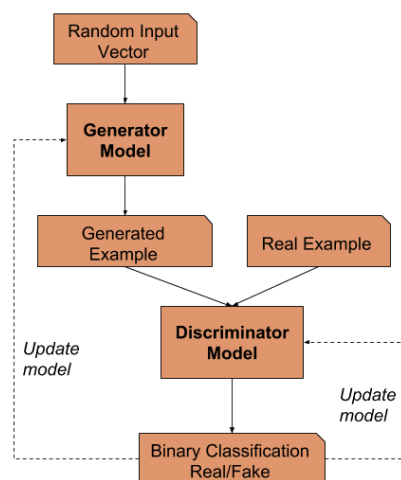 Random Input
Vector
Generator
Model
Generated
Example
Real Example
Discriminator
Model
Update
model
Update
model
Binary Classification
Real/Fake